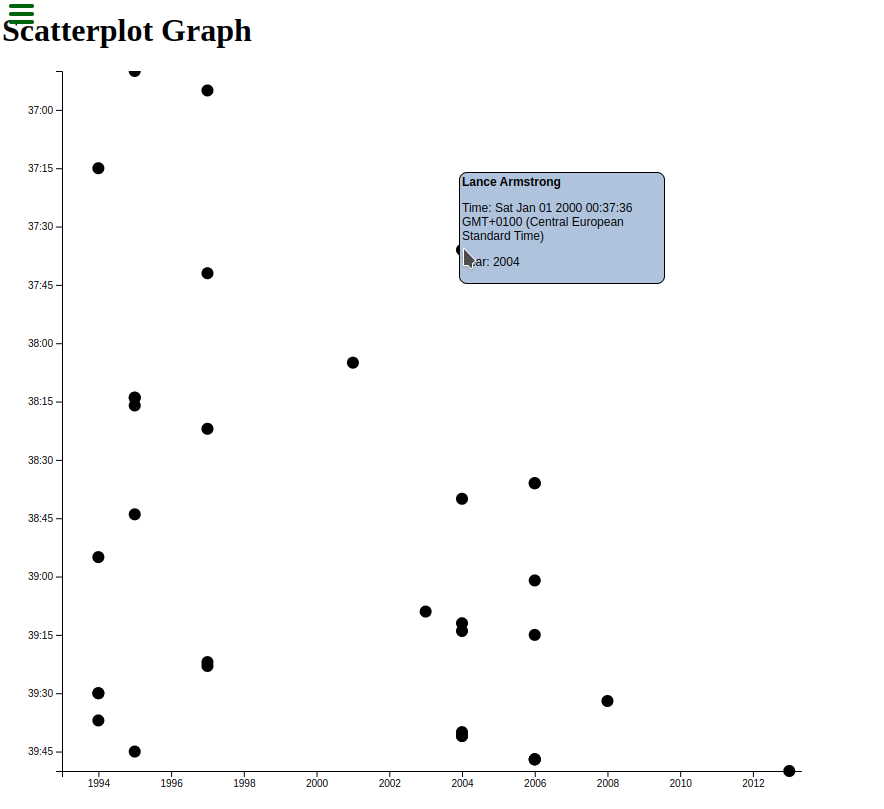 Scatterplot Graph
37:00
37:15
Lance Armstrong
Time: Sat Jan 01 2000 00:37:36
GMT+0100 (Central European
Standard Time)
37:30
ar: 2004
37:45
38:00
38:15
38:30
38:45
39:00
39:15
39:30
39:45
1994 1996 1998 2000 2002 2004 2006 2008 2010 2012